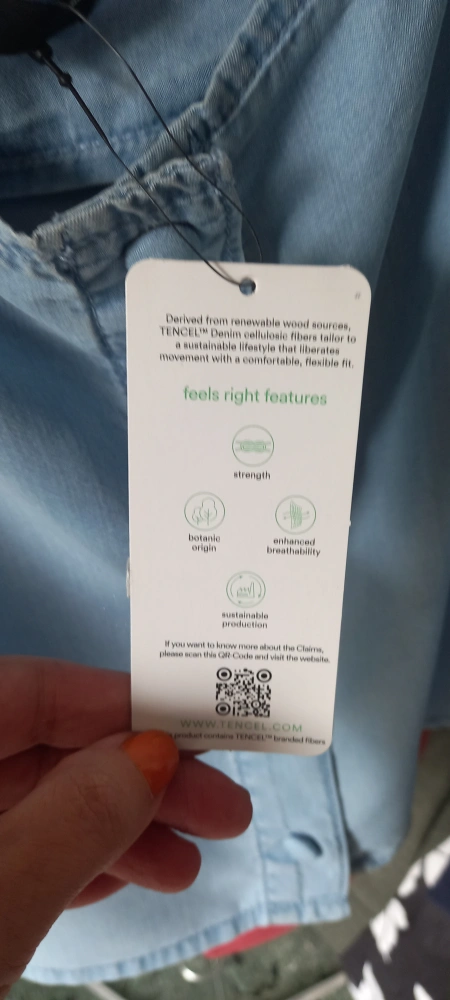 Derived from renewable wood sources,
TENCEL™ Denim cellulosic fibers tailor to
a sustainable lifestyle that liberates
movement with a comfortable, flexible fit.
feels right features
strength
botanic
origin
enhanced
breathability
sustainable
production
If you want to know more about the Claims,
please scan this QR-Code and visit the website.
WWW.TENCEL.COM
product contains TENCEL™ branded fibers